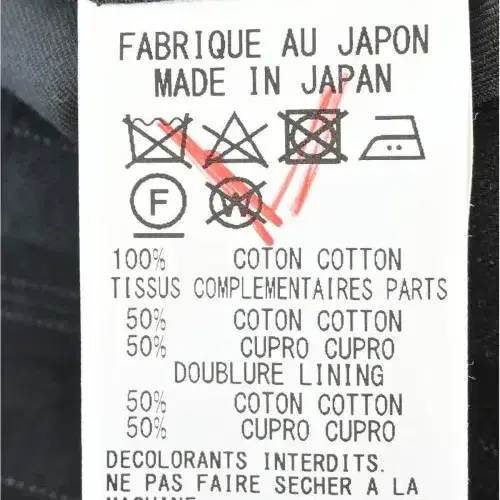 FABRIQUE AU JAPON
MADE IN JAPAN
F W
100% COTON COTTON
TISSUS COMPLEMENTAIRES PARTS
50% COTON COTTON
50% CUPRO CUPRO
DOUBLURE LINING
50% COTON COTTON
50% CUPRO CUPRO
DECOLORANTS INTERDITS.
NE PAS FAIRE SECHER A LA
MACHINE.